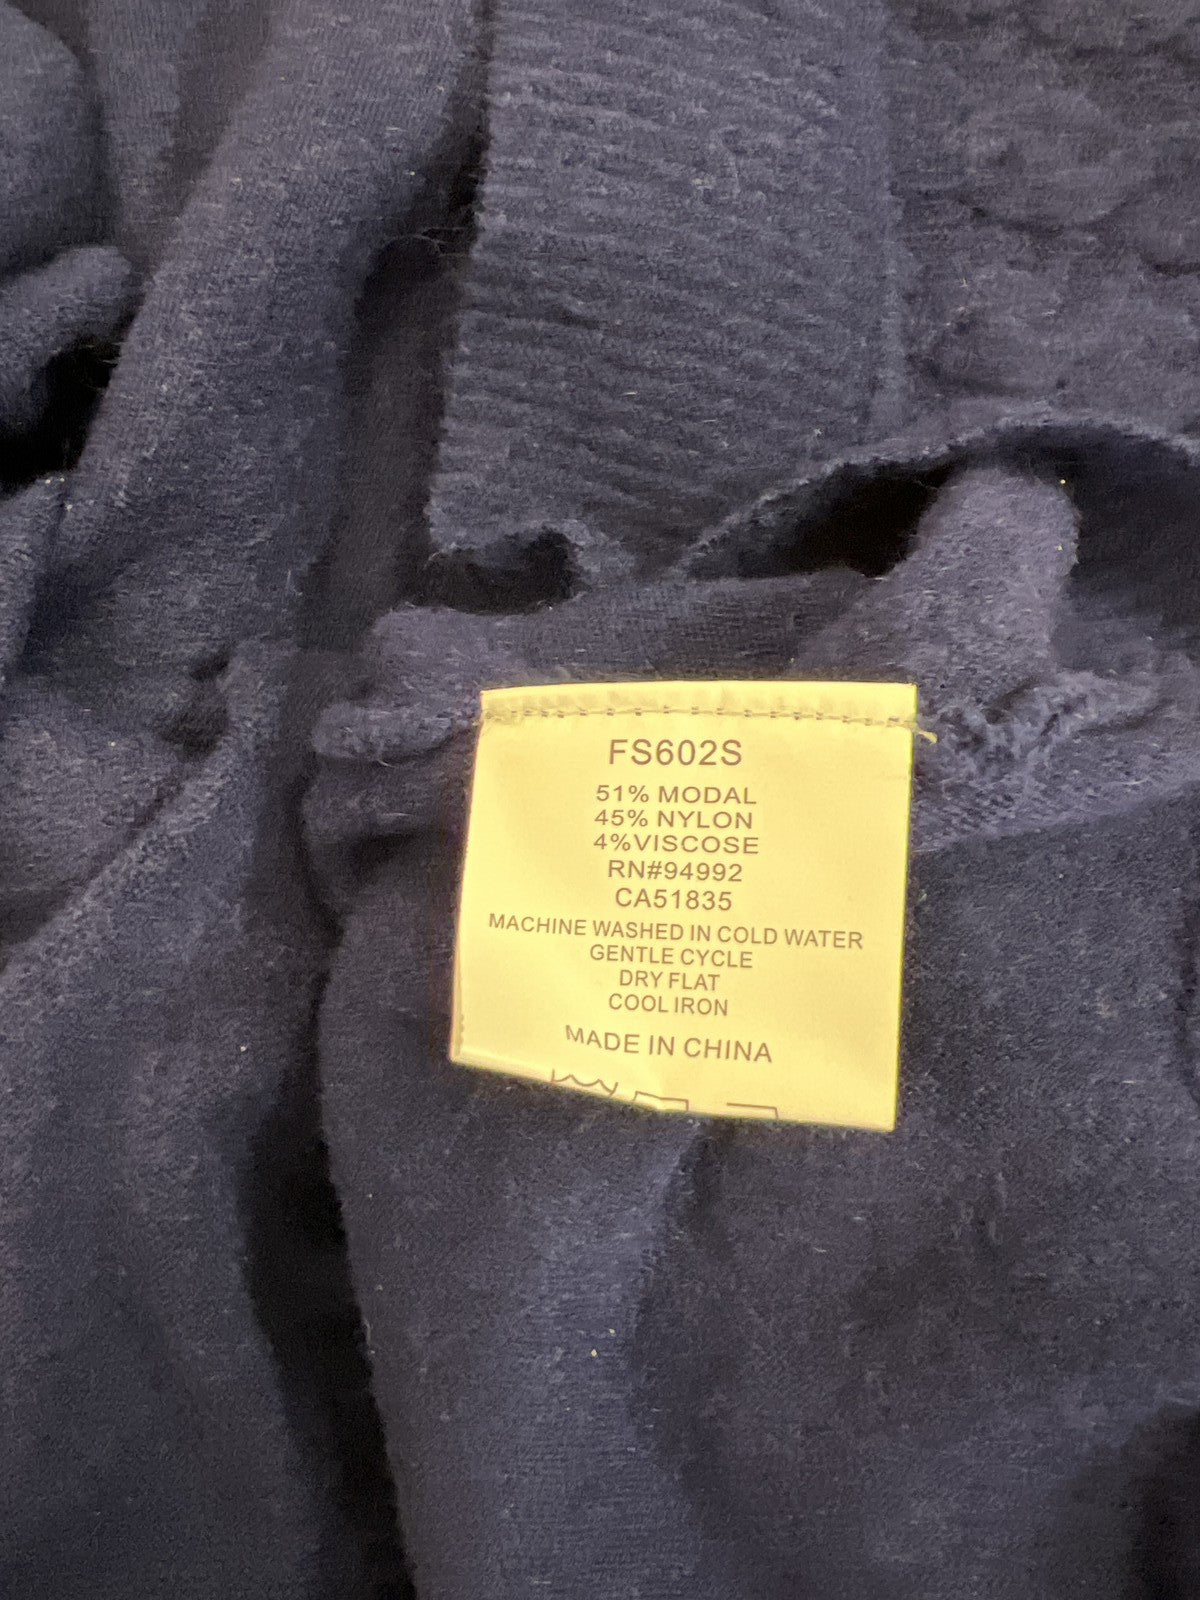 FS602S
51% MODAL
45% NYLON
4%VISCOSE
RN#94992
CA51835
MACHINE WASHED IN COLD WATER
GENTLE CYCLE
DRY FLAT
COOL IRON
MADE IN CHINA